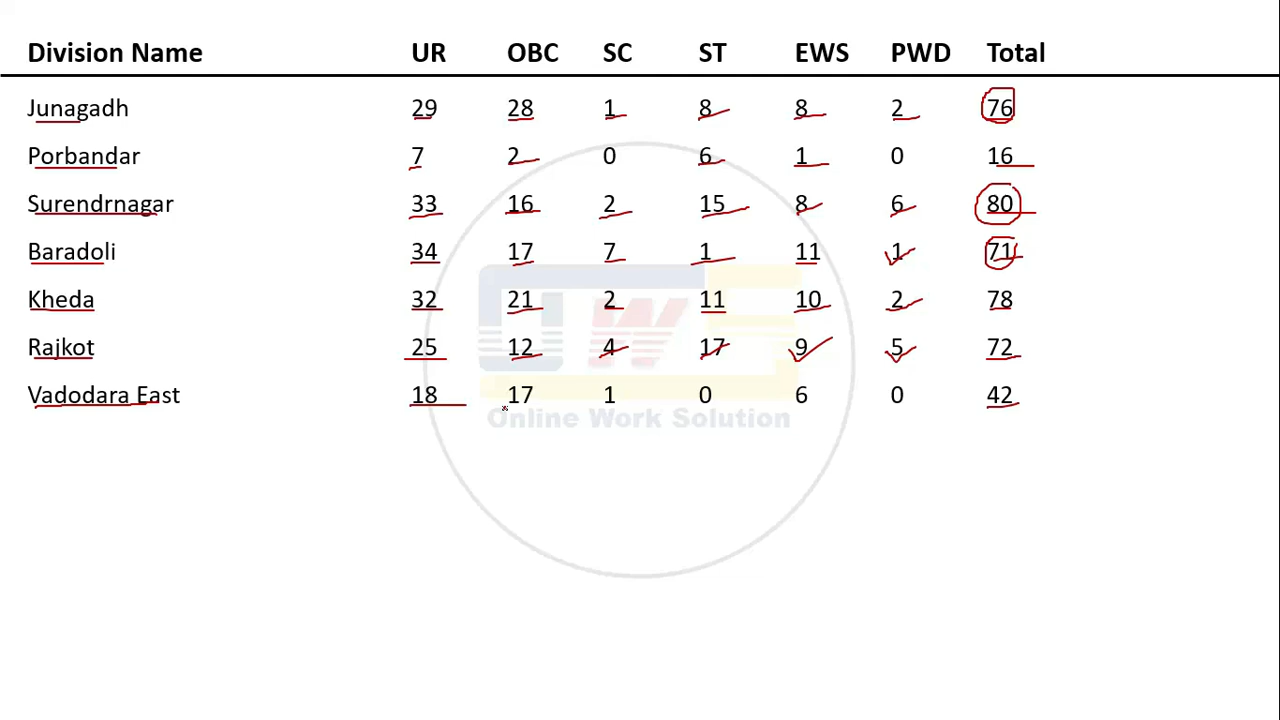 Division Name UR OBC SC ST EWS PWD Total
Junagadh 29 28 1 8 8 2 76
Porbandar 7 2 0 6 1 0 16
Surendrnagar 33 16 2 15 8 6 80
Baradoli 34 17 7 1 11 1 71
Kheda 32 21 2 11 10 2 78
Rajkot 25 12 4 17 9 5 72
Vadodara East 18 17 1 0 6 0 42
OWS
Online Work Solution